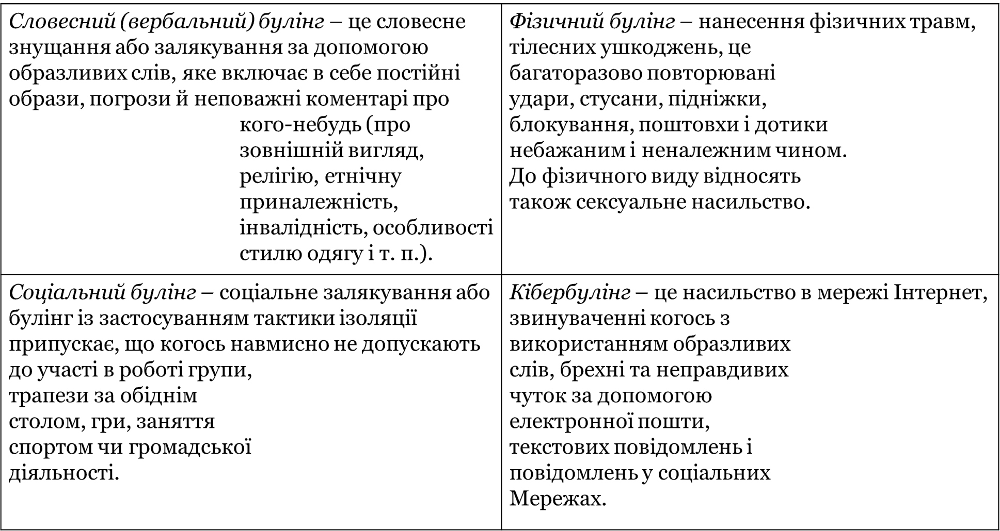 Словесний (вербальний) булінг – це словесне
знущання або залякування за допомогою
образливих слів, яке включає в себе постійні
образи, погрози й неповажні коментарі про
кого-небудь (про
зовнішній вигляд,
релігію, етнічну
приналежність,
інвалідність, особливості
стилю одягу і т. п.).
Фізичний булінг – нанесення фізичних травм,
тілесних ушкоджень, це
багаторазово повторювані
удари, стусани, підніжки,
блокування, поштовхи і дотики
небажаним і неналежним чином.
До фізичного виду відносять
також сексуальне насильство.
Соціальний булінг – соціальне залякування або
булінг із застосуванням тактики ізоляції
припускає, що когось навмисно не допускають
до участі в роботі групи,
трапези за обіднім
столом, гри, заняття
спортом чи громадської
діяльності.
Кібербулінг – це насильство в мережі Інтернет,
звинуваченні когось з
використанням образливих
слів, брехні та неправдивих
чуток за допомогою
електронної пошти,
текстових повідомлень і
повідомлень у соціальних
Мережах.